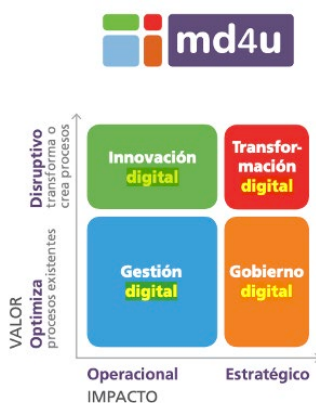 md4u
VALOR
Disruptivo
transforma o
crea procesos
Optimiza
procesos existentes
Innovación
digital
Transfor-
mación
digital
Gestión
digital
Gobierno
digital
Operacional
Estratégico
IMPACTO